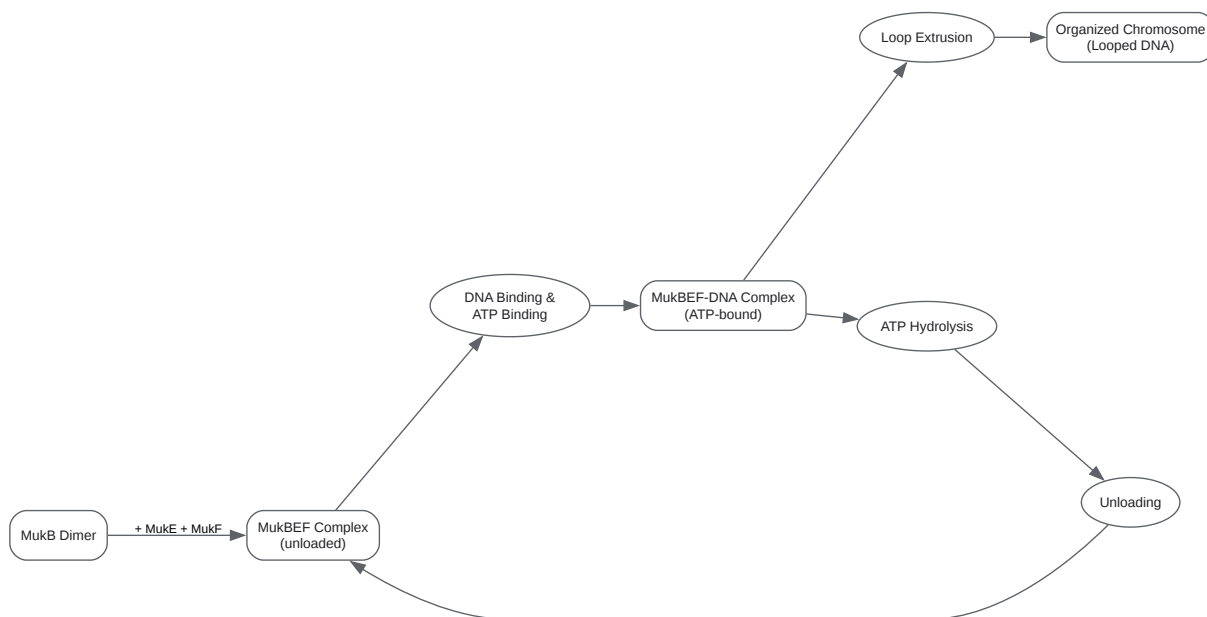 Loop Extrusion
Organized Chromosome
(Looped DNA)
DNA Binding &
ATP Binding
MukBEF-DNA Complex
(ATP-bound)
ATP Hydrolysis
Unloading
MukB Dimer
+ MukE + MukF
MukBEF Complex
(unloaded)